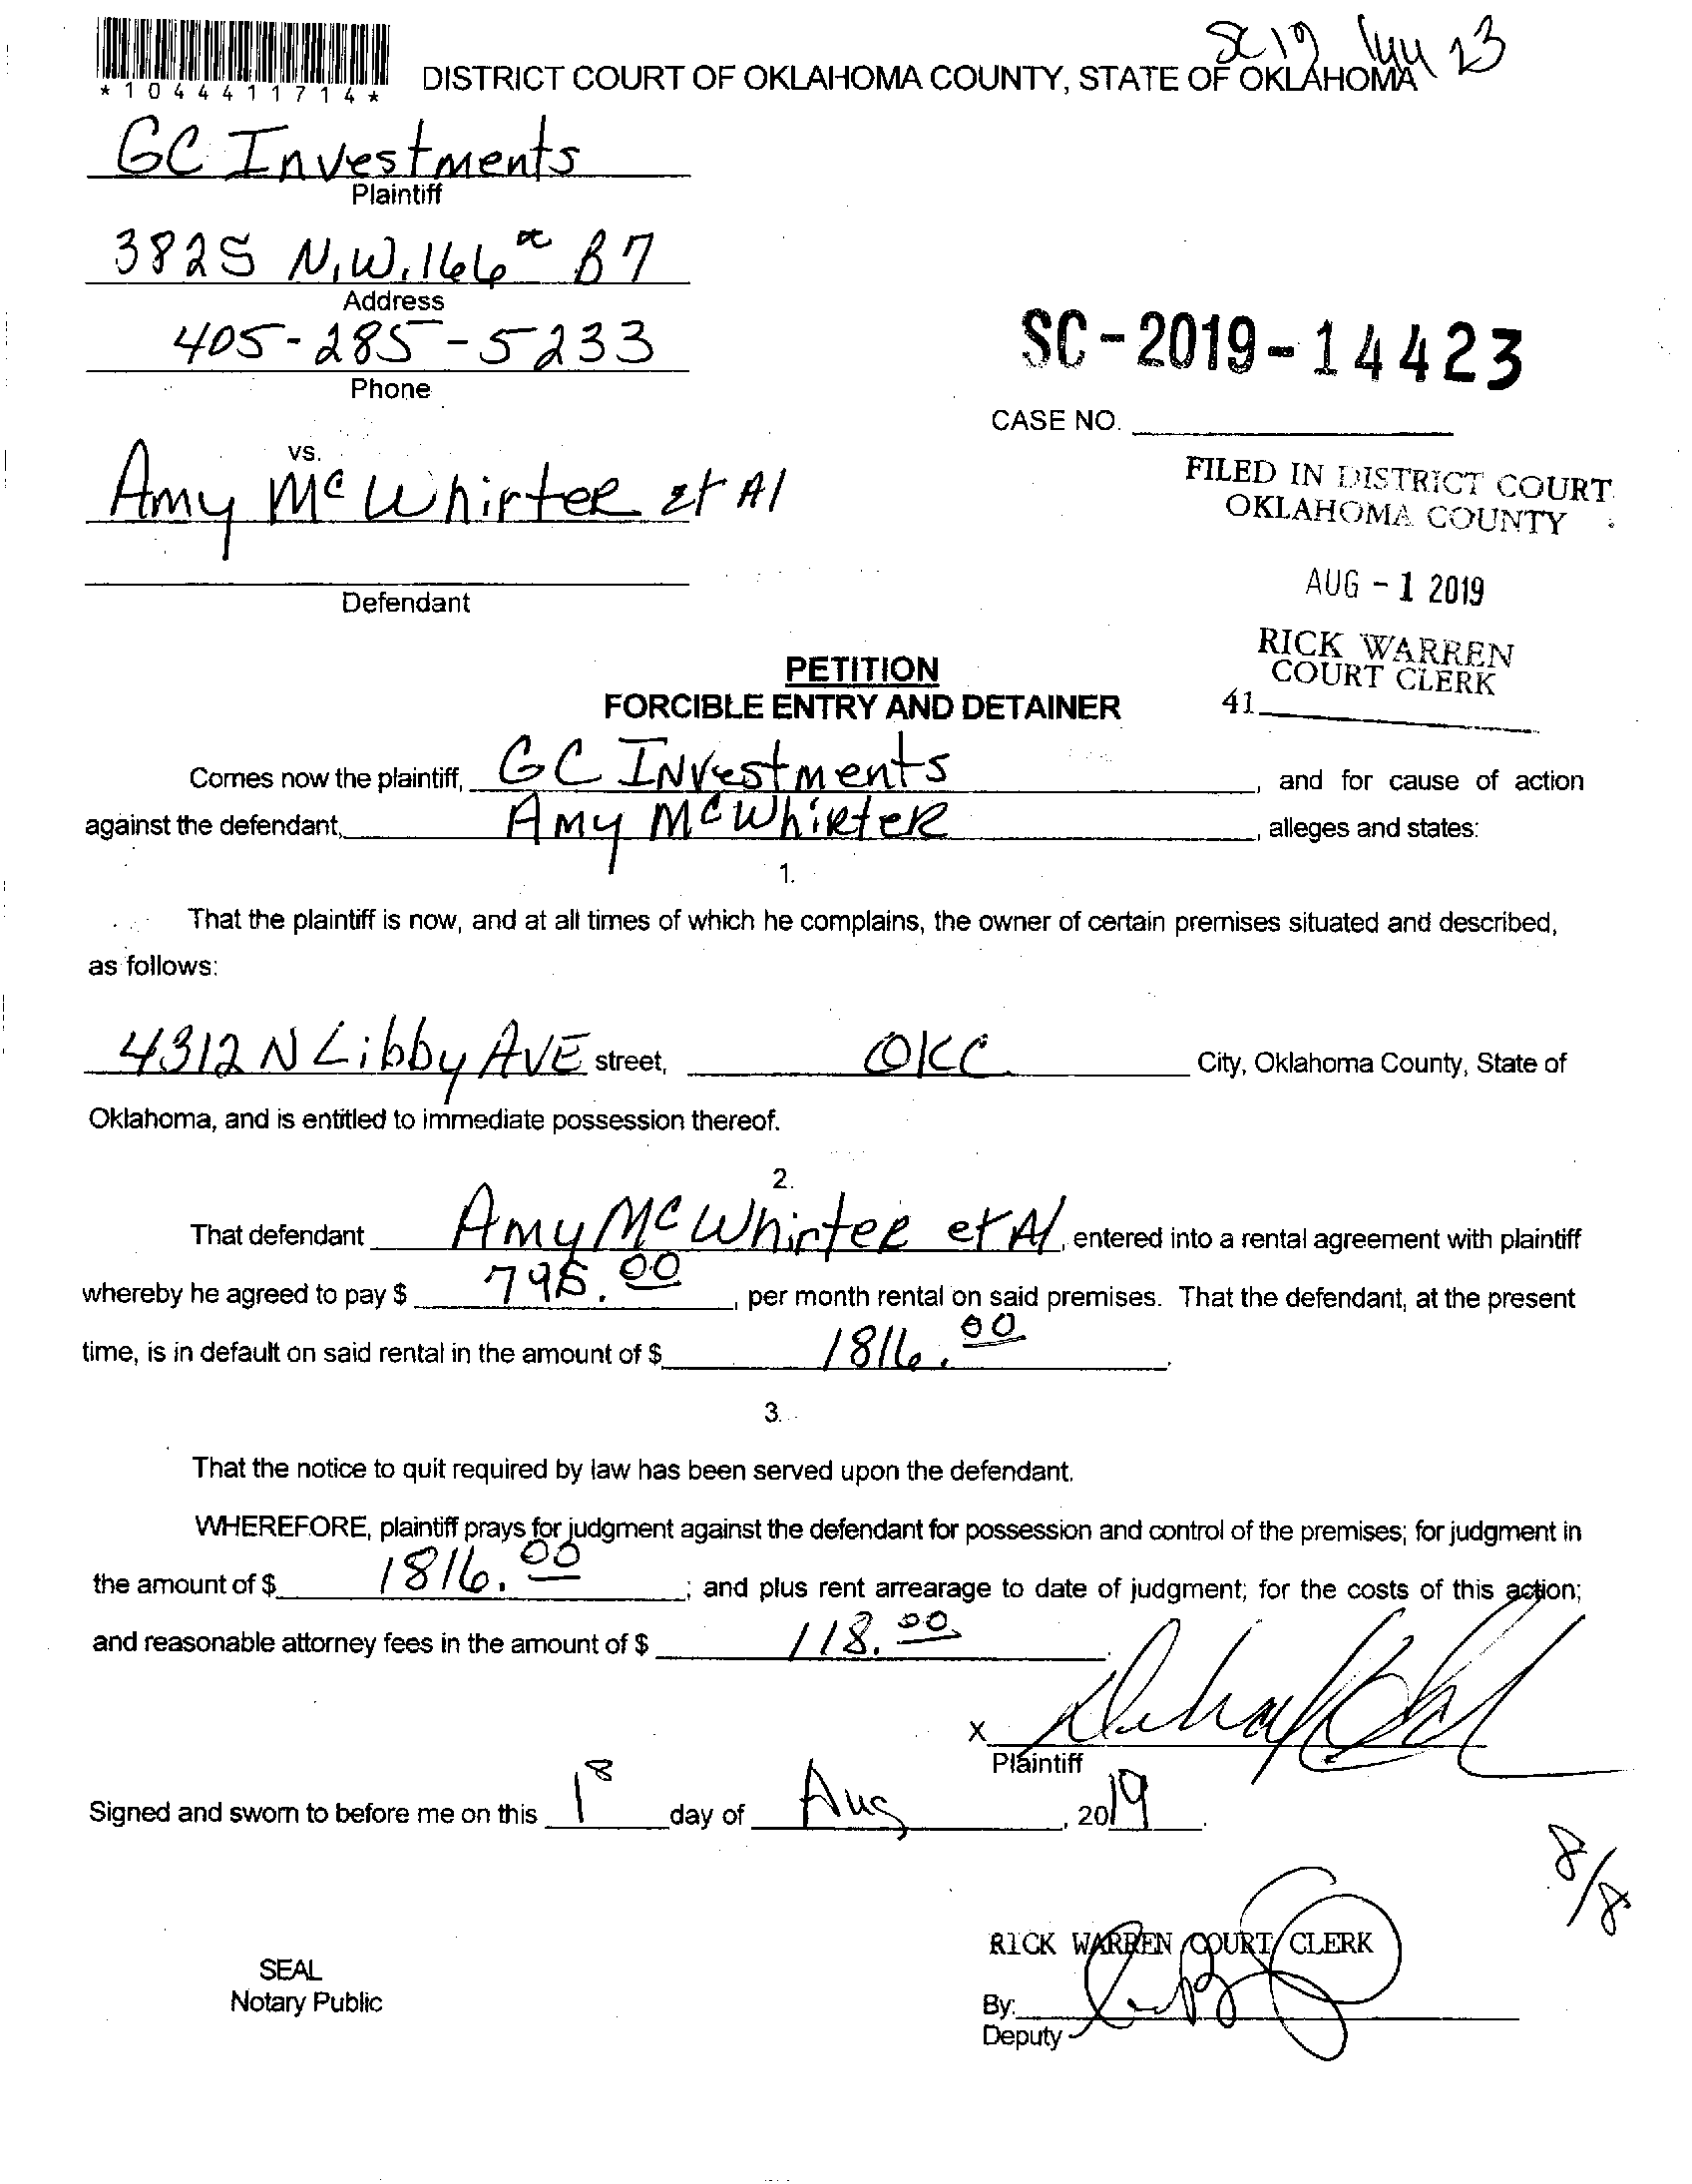 SC19 144 23
*1044411714*
DISTRICT COURT OF OKLAHOMA COUNTY, STATE OF OKLAHOMA
GC Investments
Plaintiff
3825 N.W. 166th B7
Address
405-285-5233
Phone
SC-2019-14423
CASE NO.
vs.
Amy McWhirter et Al
Defendant
FILED IN DISTRICT COURT
OKLAHOMA COUNTY
AUG - 1 2019
RICK WARREN
COURT CLERK
41
PETITION
FORCIBLE ENTRY AND DETAINER
Comes now the plaintiff, GC Investments, and for cause of action
against the defendant, Amy McWhirter, alleges and states:
1.
That the plaintiff is now, and at all times of which he complains, the owner of certain premises situated and described,
as follows:
4312 N Libby AVE street, OKC City, Oklahoma County, State of
Oklahoma, and is entitled to immediate possession thereof.
2.
That defendant Amy McWhirter et Al, entered into a rental agreement with plaintiff
whereby he agreed to pay $ 795.00, per month rental on said premises. That the defendant, at the present
time, is in default on said rental in the amount of $ 1816.00.
3.
That the notice to quit required by law has been served upon the defendant.
WHEREFORE, plaintiff prays for judgment against the defendant for possession and control of the premises; for judgment in
the amount of $ 1816.00; and plus rent arrearage to date of judgment; for the costs of this action;
and reasonable attorney fees in the amount of $ 118.00.
X
Plaintiff
Signed and sworn to before me on this 1 day of Aug, 2019.
8/8
RICK WARREN COURT CLERK
SEAL
Notary Public
By:
Deputy